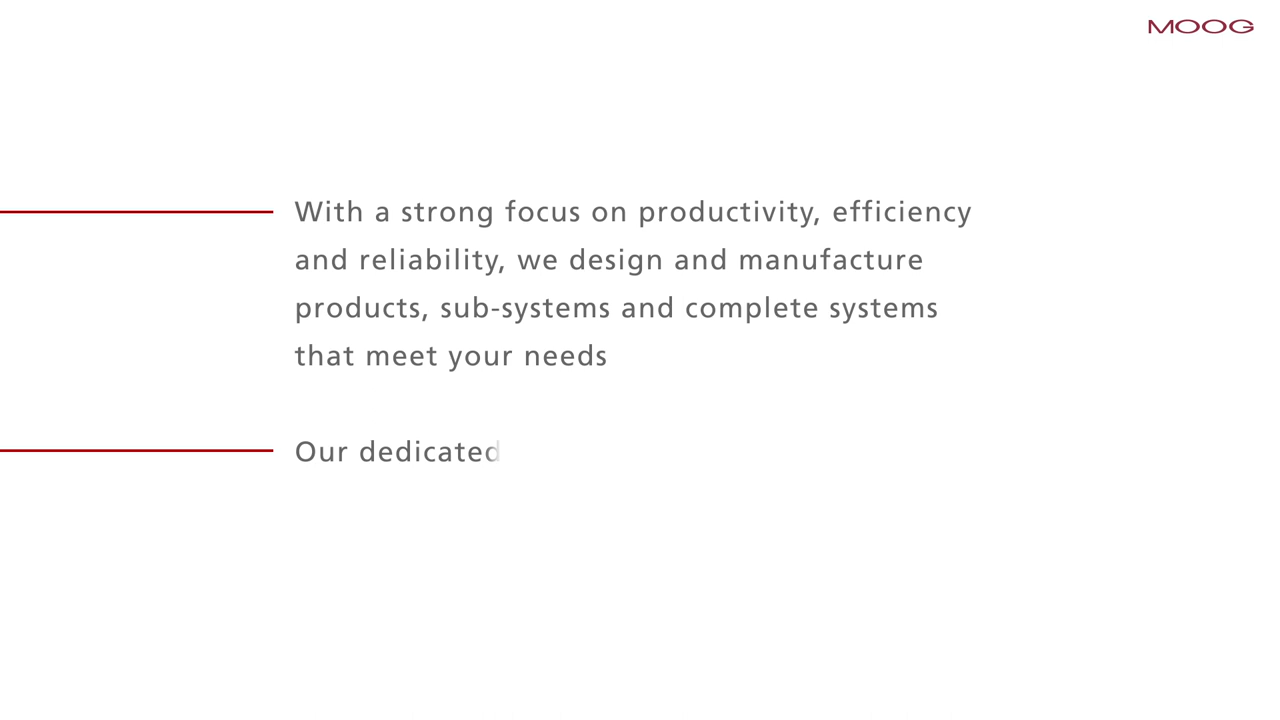 MOOG
With a strong focus on productivity, efficiency
and reliability, we design and manufacture
products, sub-systems and complete systems
that meet your needs
Our dedicated